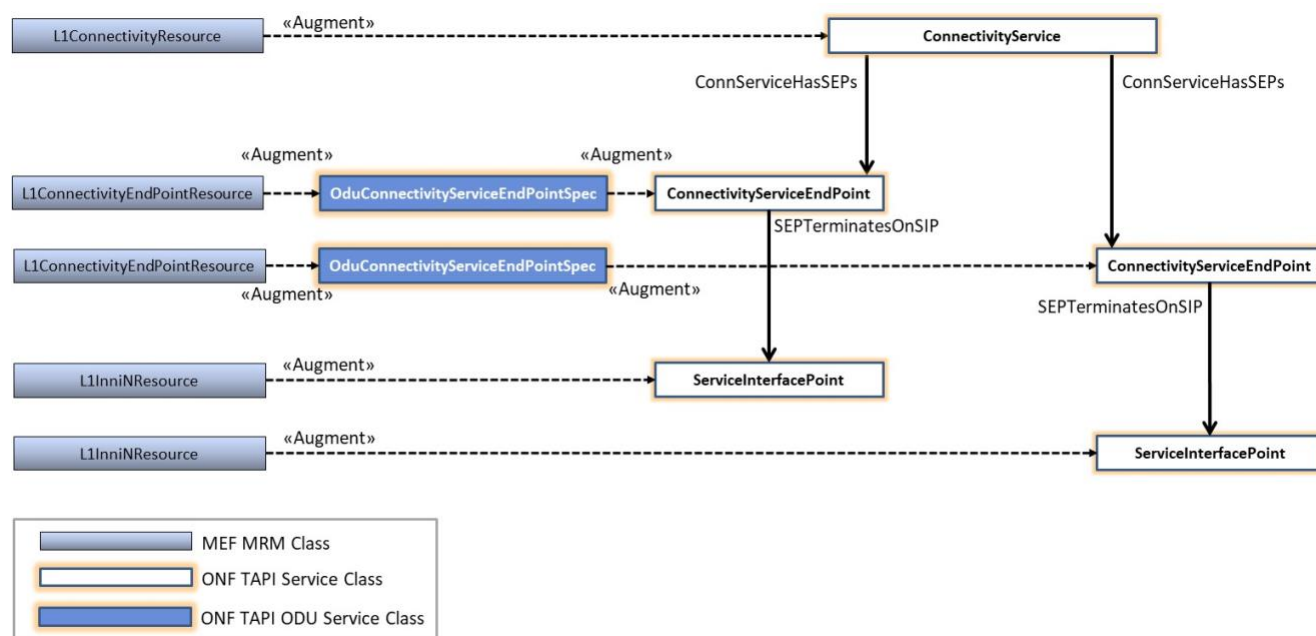 «Augment»
L1ConnectivityResource
ConnectivityService
ConnServiceHasSEPs
ConnServiceHasSEPs
«Augment»
«Augment»
L1ConnectivityEndPointResource
OduConnectivityServiceEndPointSpec
ConnectivityServiceEndPoint
SEPTerminatesOnSIP
L1ConnectivityEndPointResource
OduConnectivityServiceEndPointSpec
ConnectivityServiceEndPoint
«Augment»
«Augment»
SEPTerminatesOnSIP
«Augment»
L1InniNResource
ServiceInterfacePoint
«Augment»
L1InniNResource
ServiceInterfacePoint
MEF MRM Class
ONF TAPI Service Class
ONF TAPI ODU Service Class